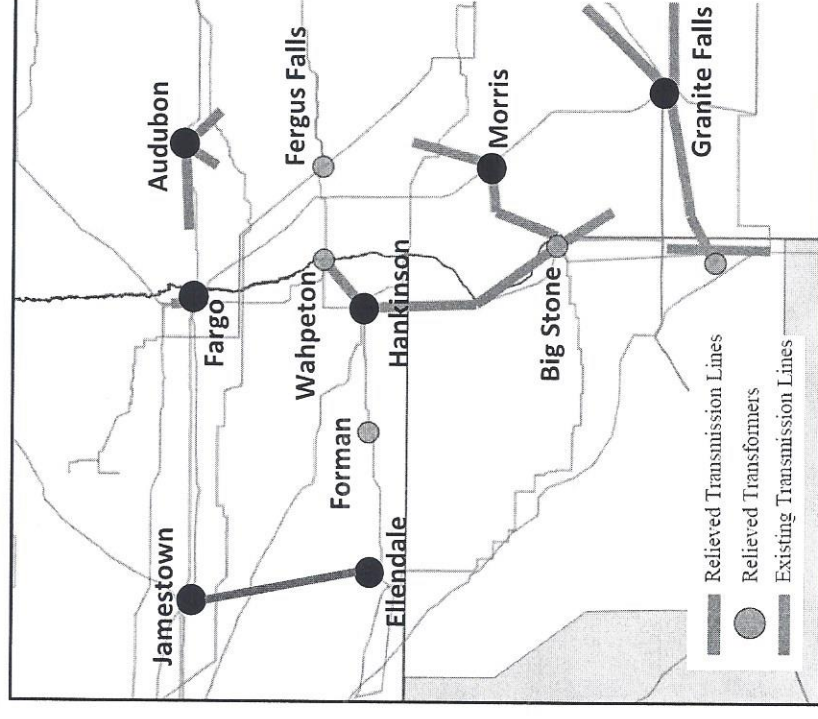 Audubon
Fergus Falls
Morris
Granite Falls
Fargo
Wahpeton
Hankinson
Big Stone
Forman
Jamestown
Ellendale
Relieved Transmission Lines
Relieved Transformers
Existing Transmission Lines